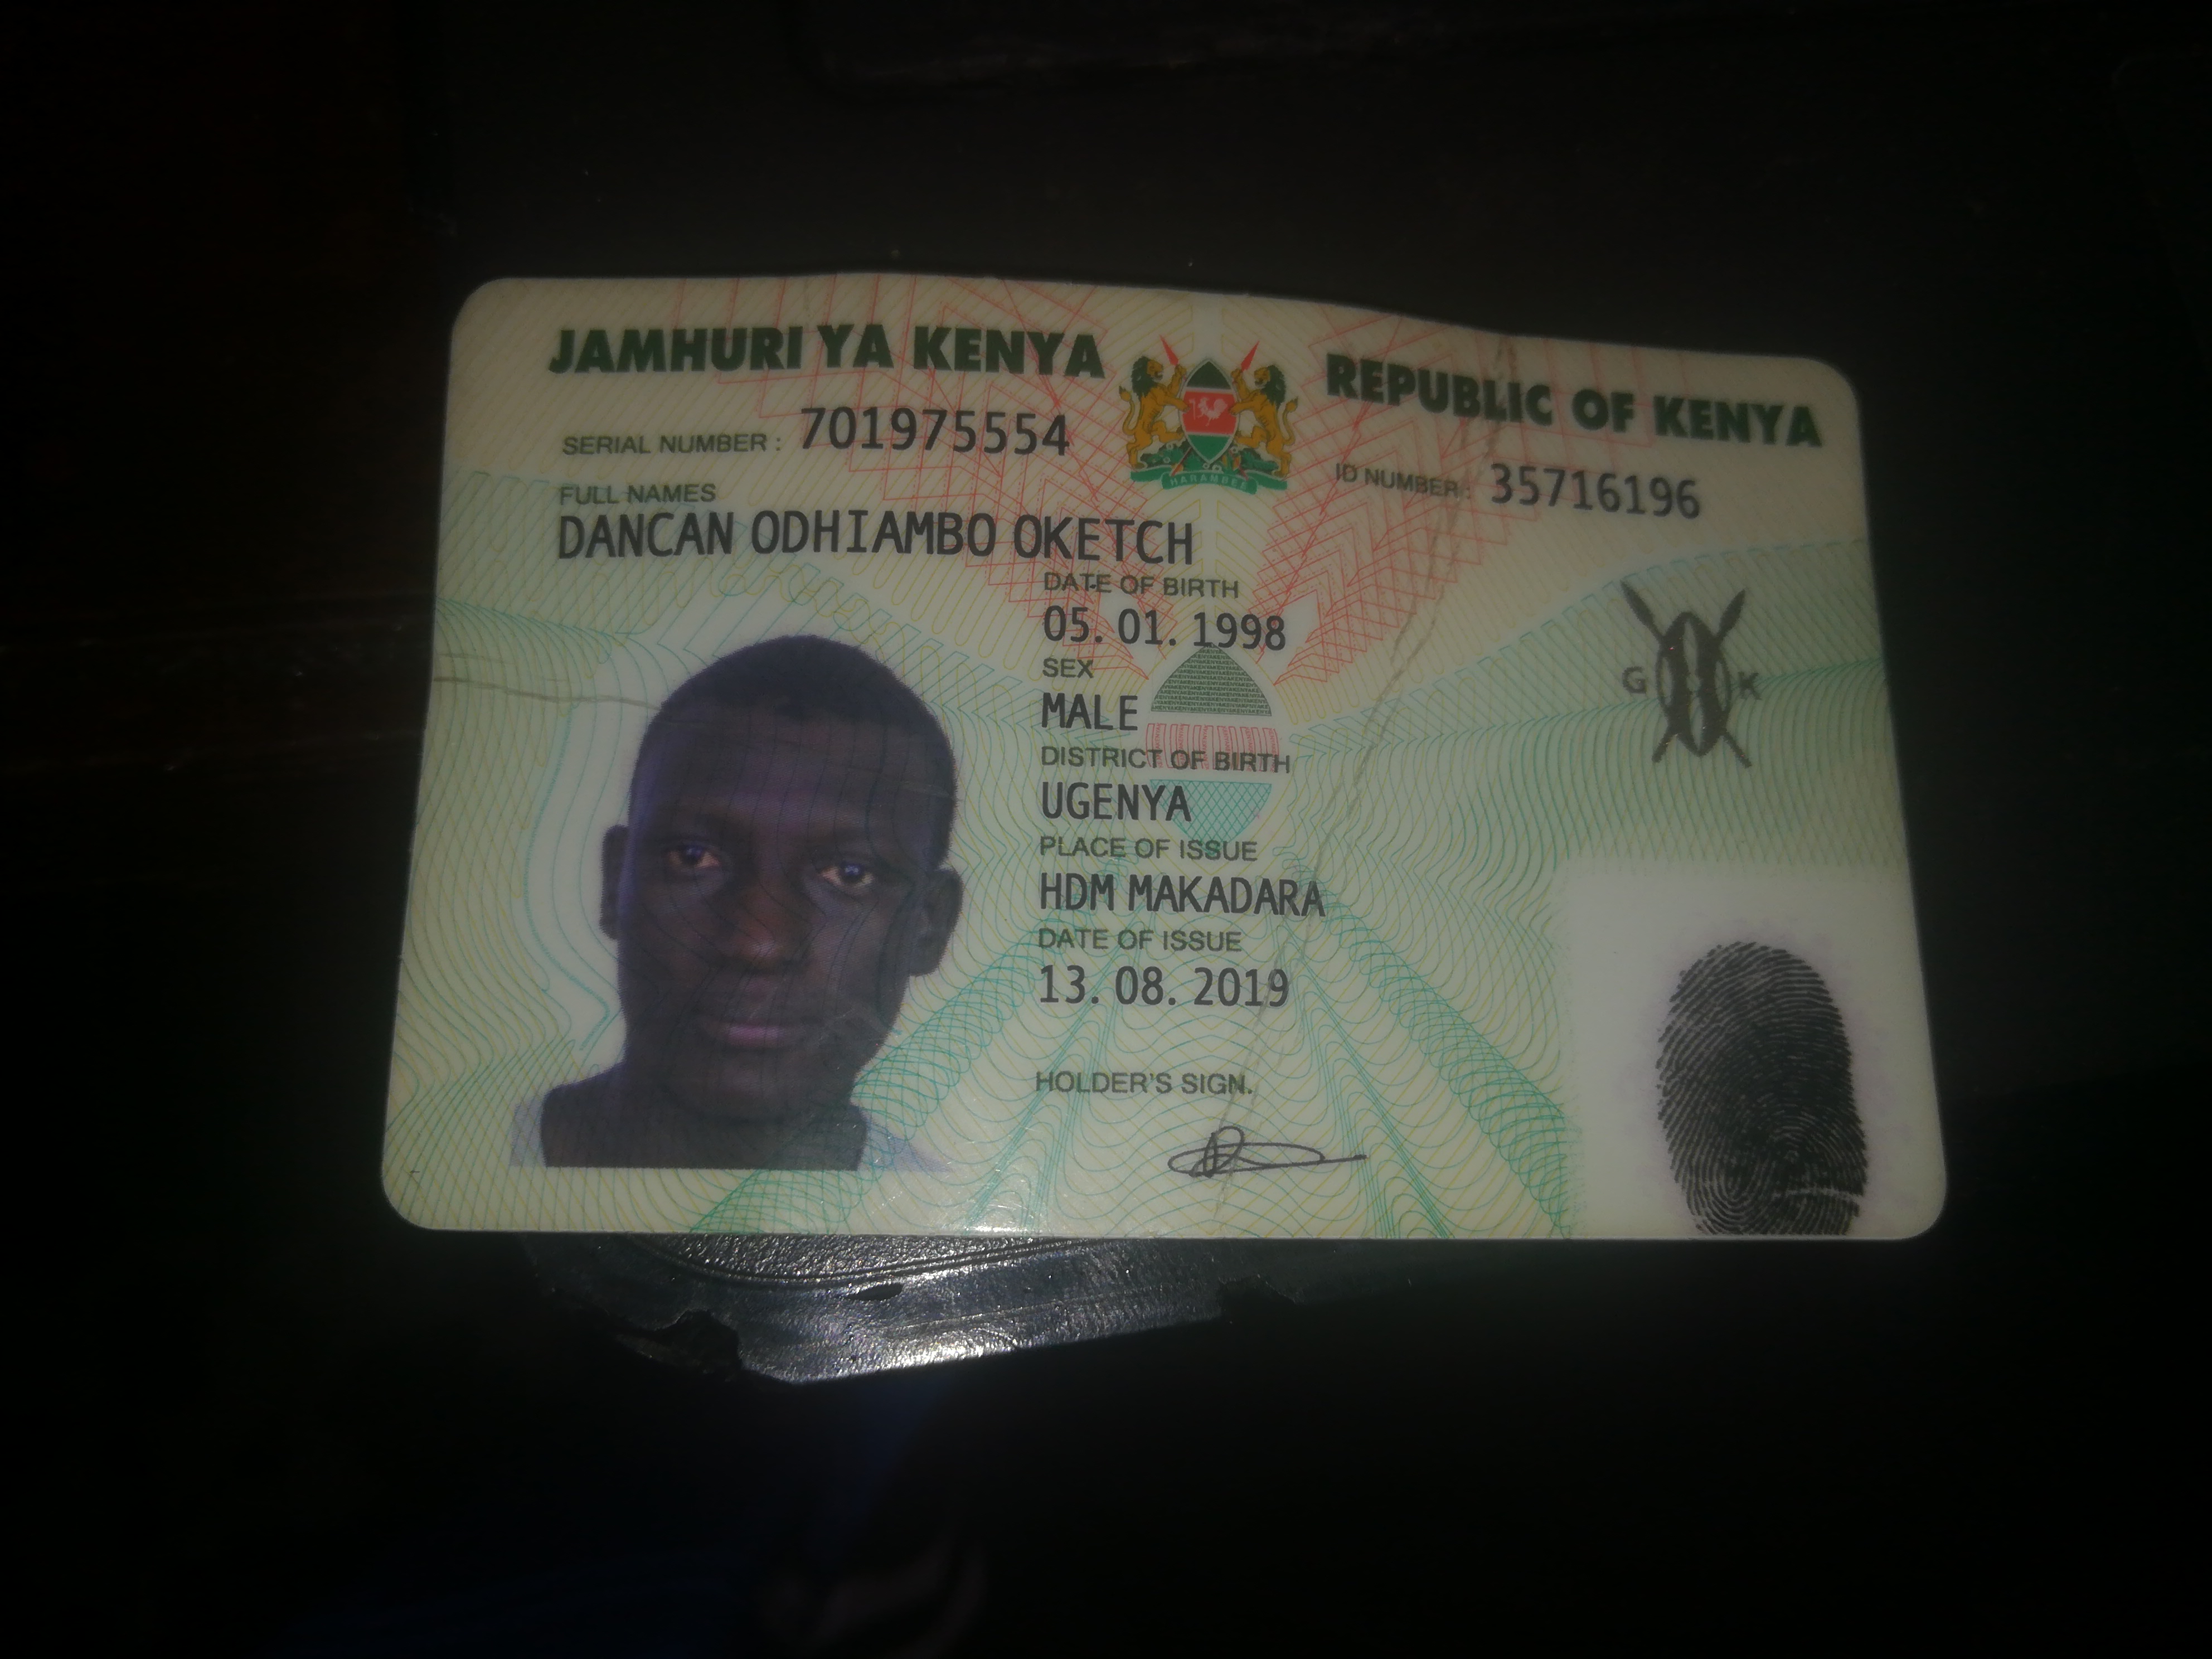 JAMHURI YA KENYA
REPUBLIC OF KENYA
SERIAL NUMBER : 701975554
ID NUMBER : 35716196
HARAMBEE
FULL NAMES
DANCAN ODHIAMBO OKETCH
DATE OF BIRTH
05. 01. 1998
SEX
MALE
G K
DISTRICT OF BIRTH
UGENYA
PLACE OF ISSUE
HDM MAKADARA
DATE OF ISSUE
13. 08. 2019
HOLDER'S SIGN.